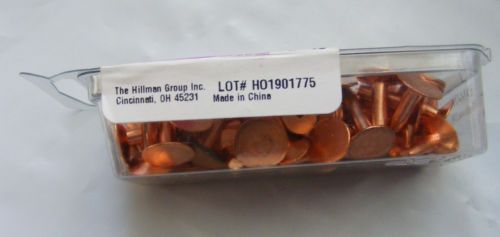 The Hillman Group Inc. LOT# HO1901775
Cincinnati, OH 45231 Made in China